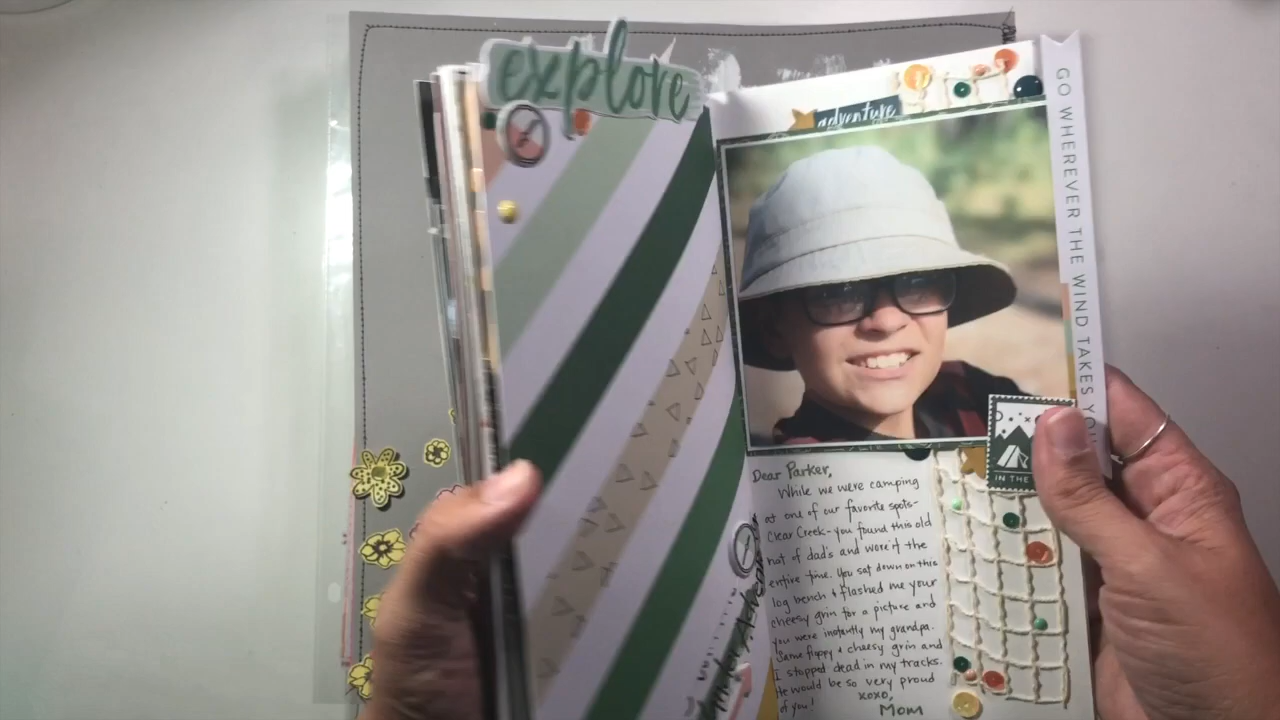 explore
adventure
GO WHEREVER THE WIND TAKES YOU
IN THE
Dear Parker,
While we were camping
at one of our favorite spots-
Clear Creek- you found this old
hat of dad's and wore it the
entire time. You sat down on this
log bench & flashed me your
cheesy grin for a picture and
you were instantly my grandpa.
Same floppy & cheesy grin and
I stopped dead in my tracks.
He would be so very proud
of you!
xoxo,
Mom